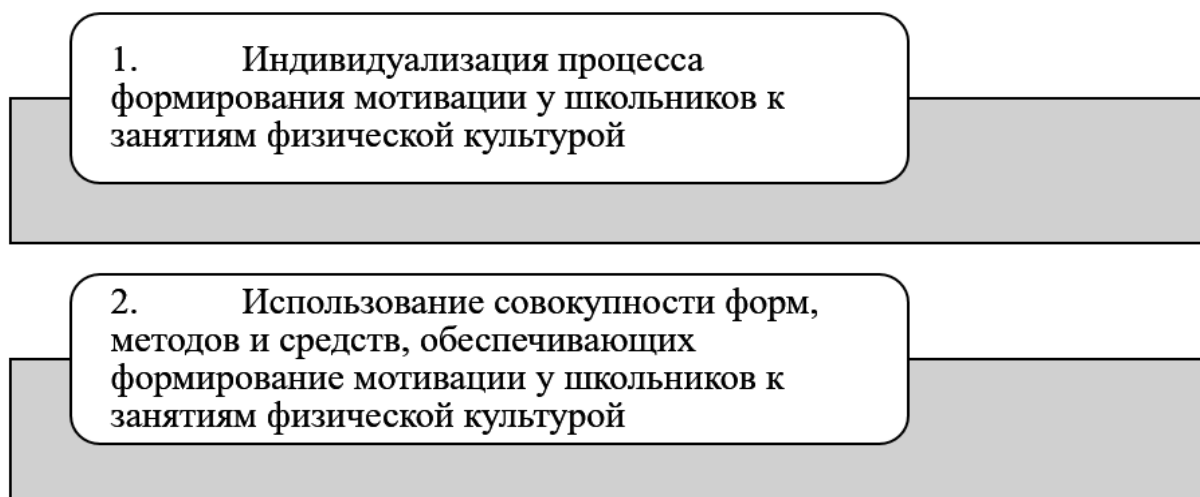 1. Индивидуализация процесса
формирования мотивации у школьников к
занятиям физической культурой
2. Использование совокупности форм,
методов и средств, обеспечивающих
формирование мотивации у школьников к
занятиям физической культурой